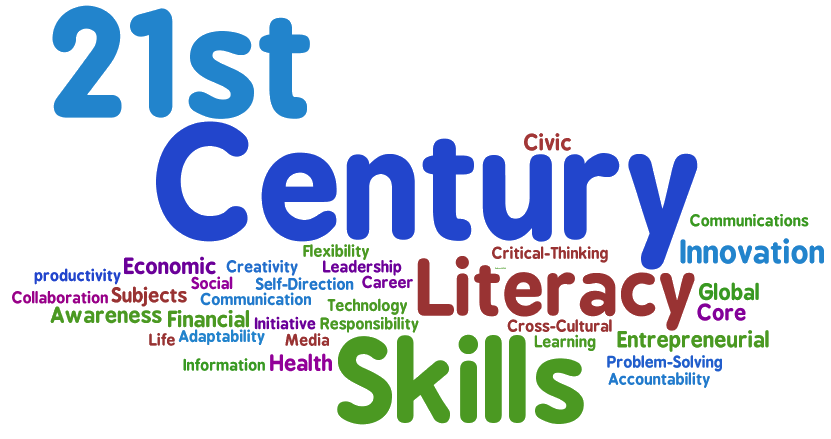 21st
Century
Civic
Communications
Flexibility
Critical-Thinking
Innovation
Economic
Creativity
Leadership
productivity
Social
Self-Direction
Career
Literacy
Global
Collaboration
Subjects
Communication
Technology
Core
Awareness
Financial
Initiative
Responsibility
Cross-Cultural
Life
Adaptability
Media
Learning
Entrepreneurial
Information
Health
Skills
Problem-Solving
Accountability